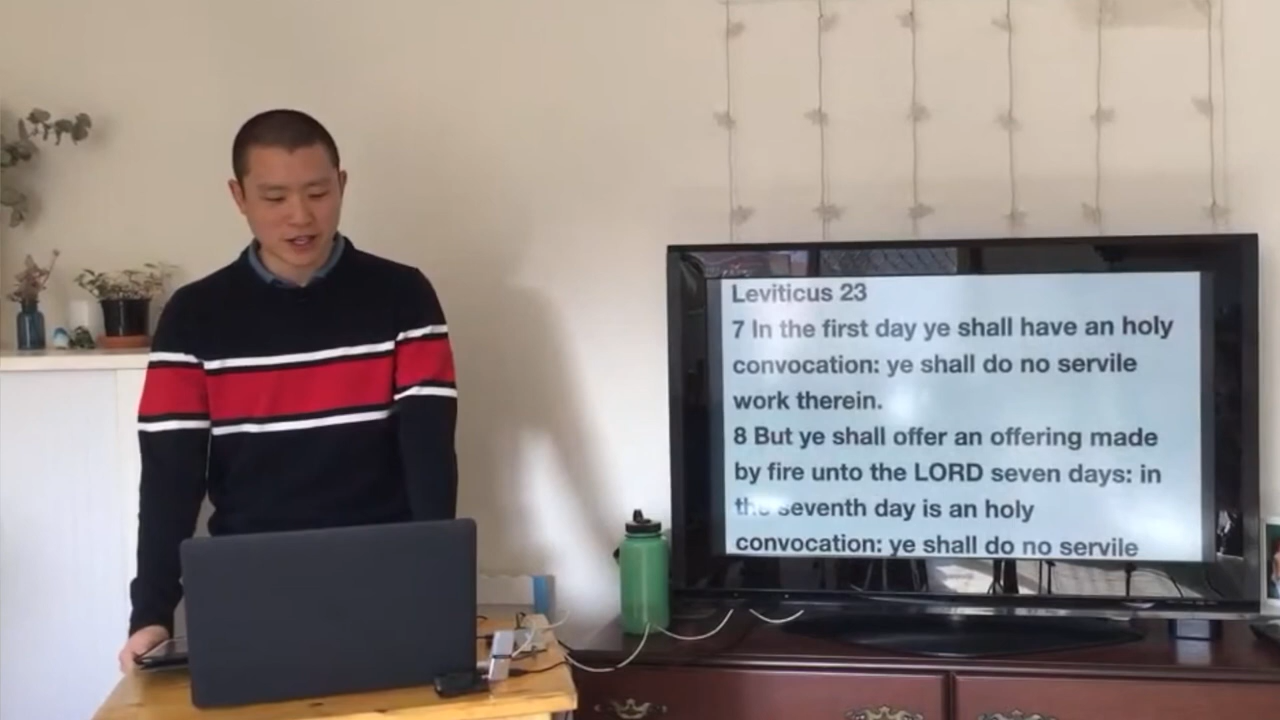 Leviticus 23
7 In the first day ye shall have an holy
convocation: ye shall do no servile
work therein.
8 But ye shall offer an offering made
by fire unto the LORD seven days: in
the seventh day is an holy
convocation: ye shall do no servile